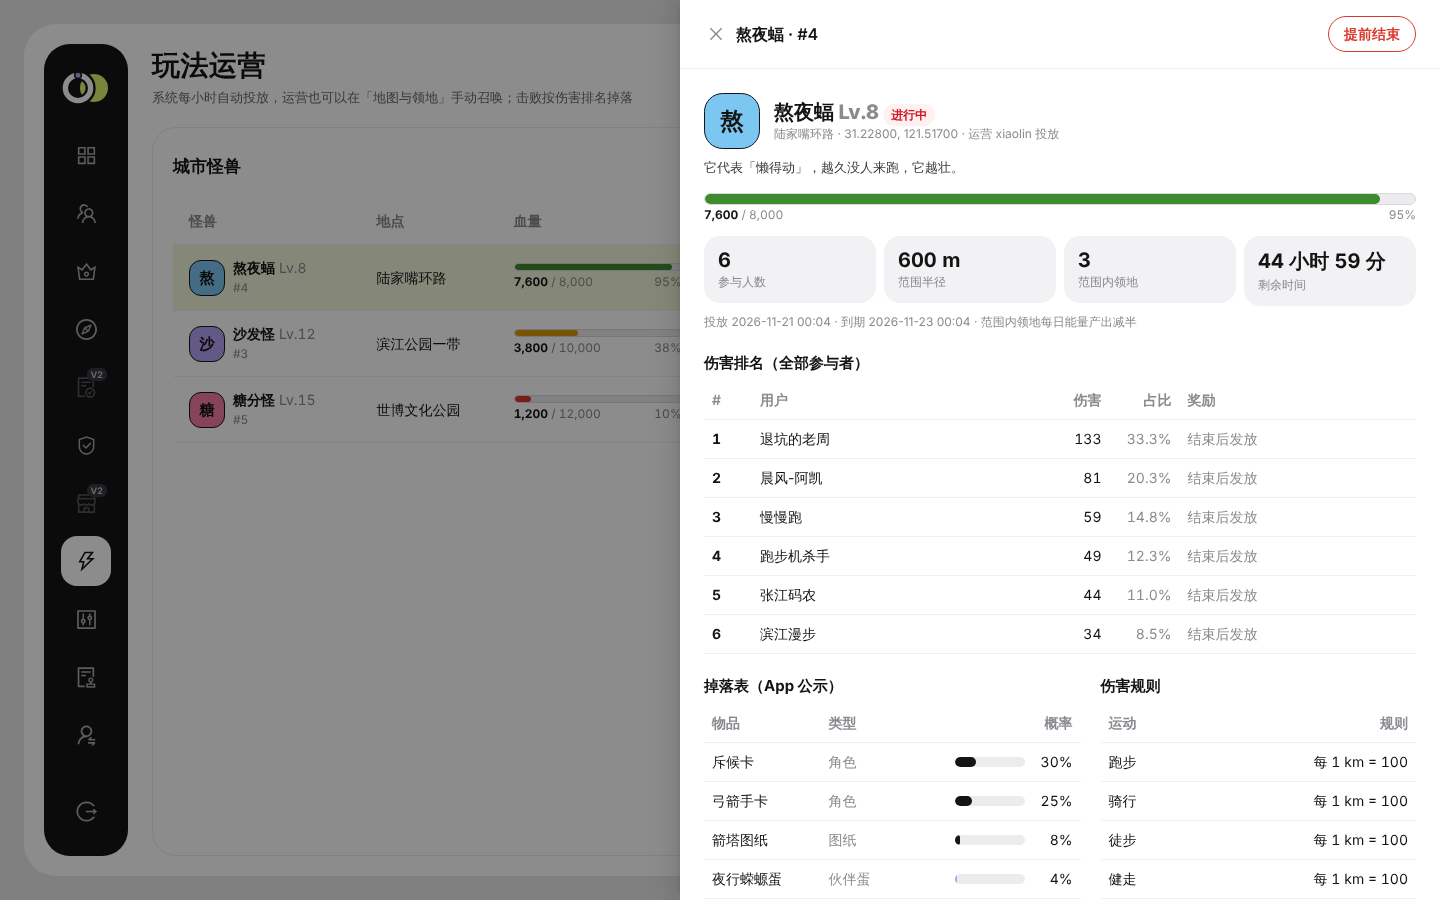 玩法运营
系统每小时自动投放，运营也可以在「地图与领地」手动召唤；击败按伤害排名掉落
V2
V2
城市怪兽
怪兽 地点 血量
熬 熬夜蝠 Lv.8 #4 陆家嘴环路 7,600 / 8,000 95%
沙 沙发怪 Lv.12 #3 滨江公园一带 3,800 / 10,000 38%
糖 糖分怪 Lv.15 #5 世博文化公园 1,200 / 12,000 10%
熬夜蝠 · #4 提前结束
熬
熬夜蝠 Lv.8 进行中
陆家嘴环路 · 31.22800, 121.51700 · 运营 xiaolin 投放
它代表「懒得动」，越久没人来跑，它越壮。
7,600 / 8,000 95%
6 参与人数
600 m 范围半径
3 范围内领地
44 小时 59 分 剩余时间
投放 2026-11-21 00:04 · 到期 2026-11-23 00:04 · 范围内领地每日能量产出减半
伤害排名（全部参与者）
# 用户 伤害 占比 奖励
1 退坑的老周 133 33.3% 结束后发放
2 晨风-阿凯 81 20.3% 结束后发放
3 慢慢跑 59 14.8% 结束后发放
4 跑步机杀手 49 12.3% 结束后发放
5 张江码农 44 11.0% 结束后发放
6 滨江漫步 34 8.5% 结束后发放
掉落表（App 公示）
物品 类型 概率
斥候卡 角色 30%
弓箭手卡 角色 25%
箭塔图纸 图纸 8%
夜行蝾螈蛋 伙伴蛋 4%
伤害规则
运动 规则
跑步 每 1 km = 100
骑行 每 1 km = 100
徒步 每 1 km = 100
健走 每 1 km = 100